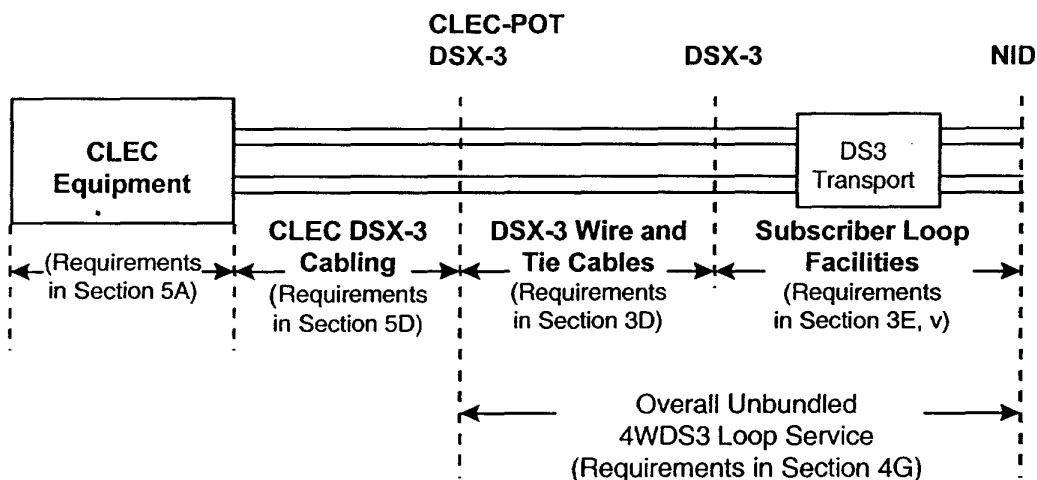 CLEC-POT
DSX-3
DSX-3
NID
CLEC
Equipment
DS3
Transport
(Requirements
in Section 5A)
CLEC DSX-3
Cabling
(Requirements
in Section 5D)
DSX-3 Wire and
Tie Cables
(Requirements
in Section 3D)
Subscriber Loop
Facilities
(Requirements
in Section 3E, v)
Overall Unbundled
4WDS3 Loop Service
(Requirements in Section 4G)